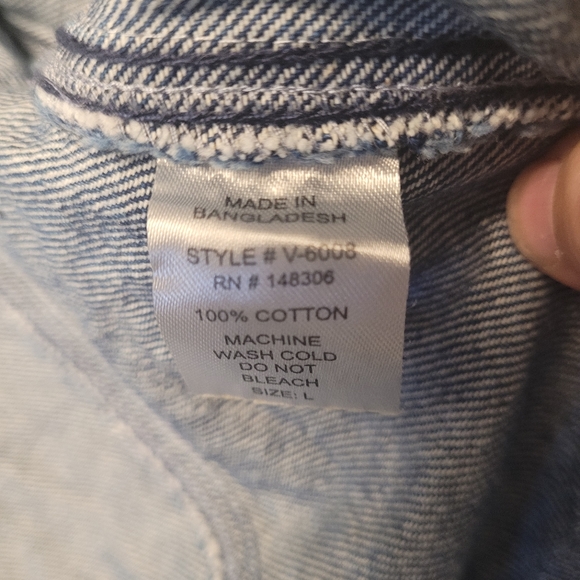 MADE IN
BANGLADESH
STYLE # V-6008
RN # 148306
100% COTTON
MACHINE
WASH COLD
DO NOT
BLEACH
SIZE: L